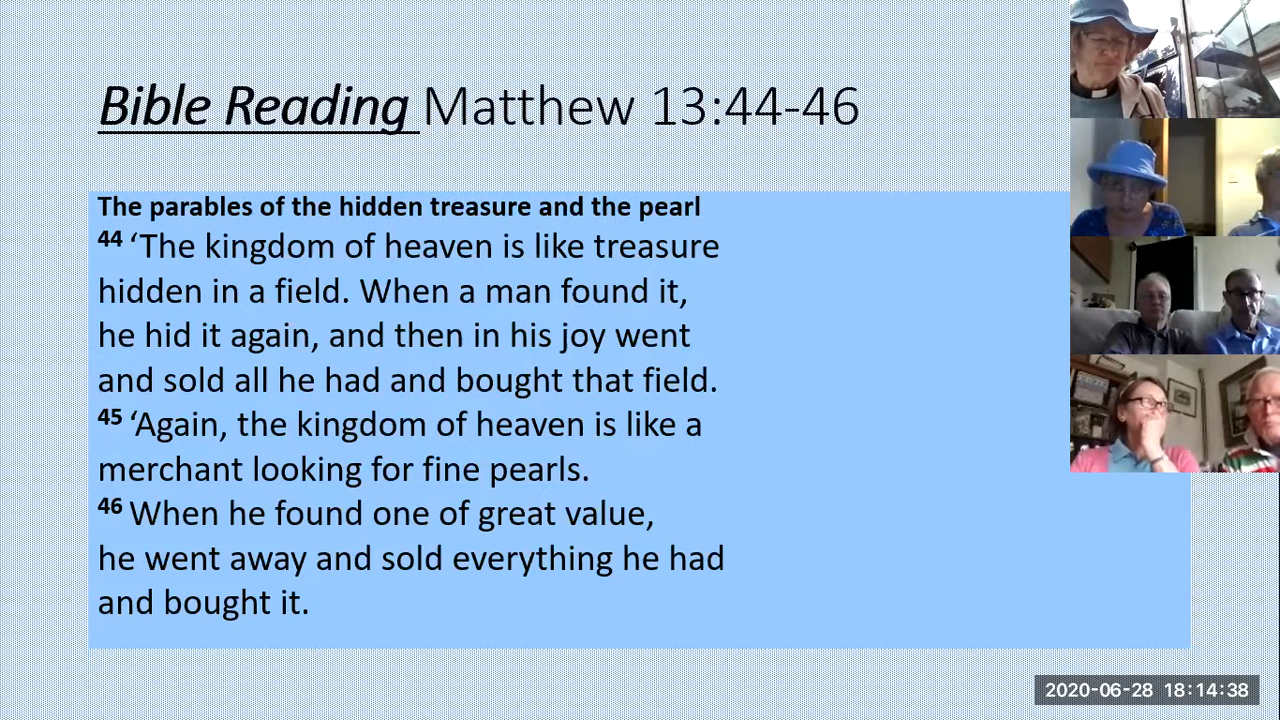 Bible Reading Matthew 13:44-46
The parables of the hidden treasure and the pearl
44 ‘The kingdom of heaven is like treasure
hidden in a field. When a man found it,
he hid it again, and then in his joy went
and sold all he had and bought that field.
45 ‘Again, the kingdom of heaven is like a
merchant looking for fine pearls.
46 When he found one of great value,
he went away and sold everything he had
and bought it.
2020-06-28 18:14:38